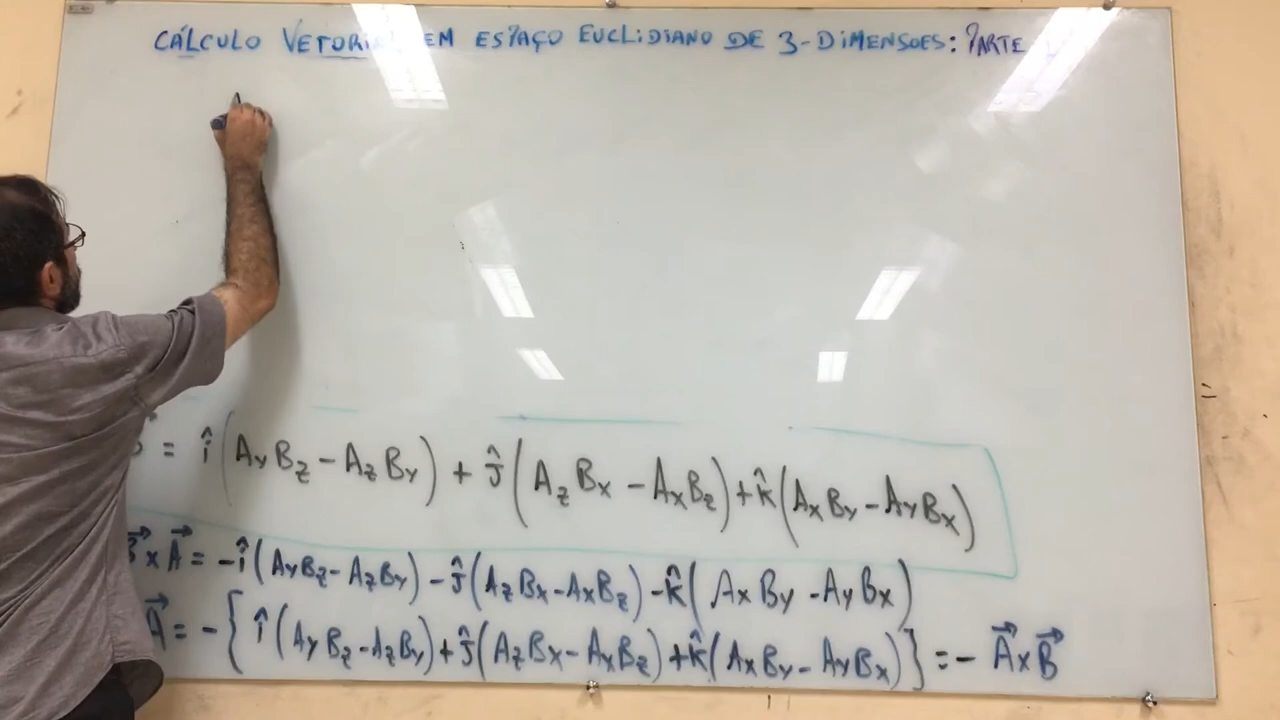 CÁLCULO VETORIAL EM ESPAÇO EUCLIDIANO DE 3-DIMENSOES: PARTE
= î(AyBz - AzBy) + ĵ(AzBx - AxBz) + k̂(AxBy - AyBx)
B⃗ x A⃗ = -î(AyBz - AzBy) - ĵ(AzBx - AxBz) - k̂(AxBy - AyBx)
A⃗ = -{î(AyBz - AzBy) + ĵ(AzBx - AxBz) + k̂(AxBy - AyBx)} = - A⃗ x B⃗